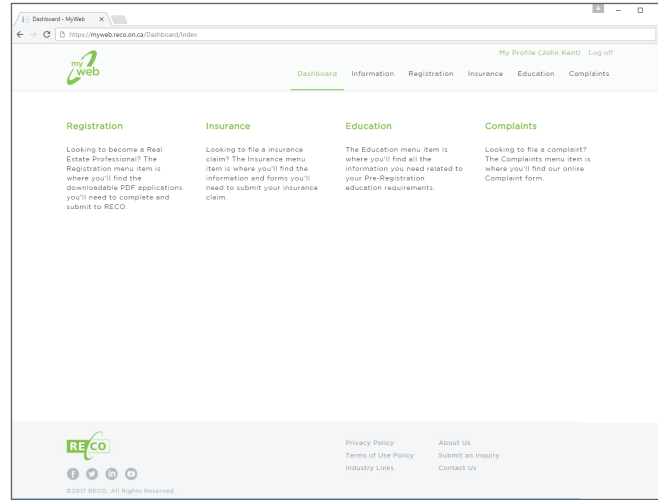 Dashboard - MyWeb
https://myweb.reco.on.ca/Dashboard/Index
My Profile (John Kent) Log off
my web
Dashboard Information Registration Insurance Education Complaints
Registration
Looking to become a Real
Estate Professional? The
Registration menu item is
where you'll find the
downloadable PDF applications
you'll need to complete and
submit to RECO.
Insurance
Looking to file a insurance
claim? The Insurance menu
item is where you'll find the
information and forms you'll
need to submit your insurance
claim.
Education
The Education menu item is
where you'll find all the
information you need related to
your Pre-Registration
education requirements.
Complaints
Looking to file a complaint?
The Complaints menu item is
where you'll find our online
Complaint form.
RECO
Privacy Policy
Terms of Use Policy
Industry Links
About Us
Submit an Inquiry
Contact Us
©2017 RECO. All Rights Reserved.